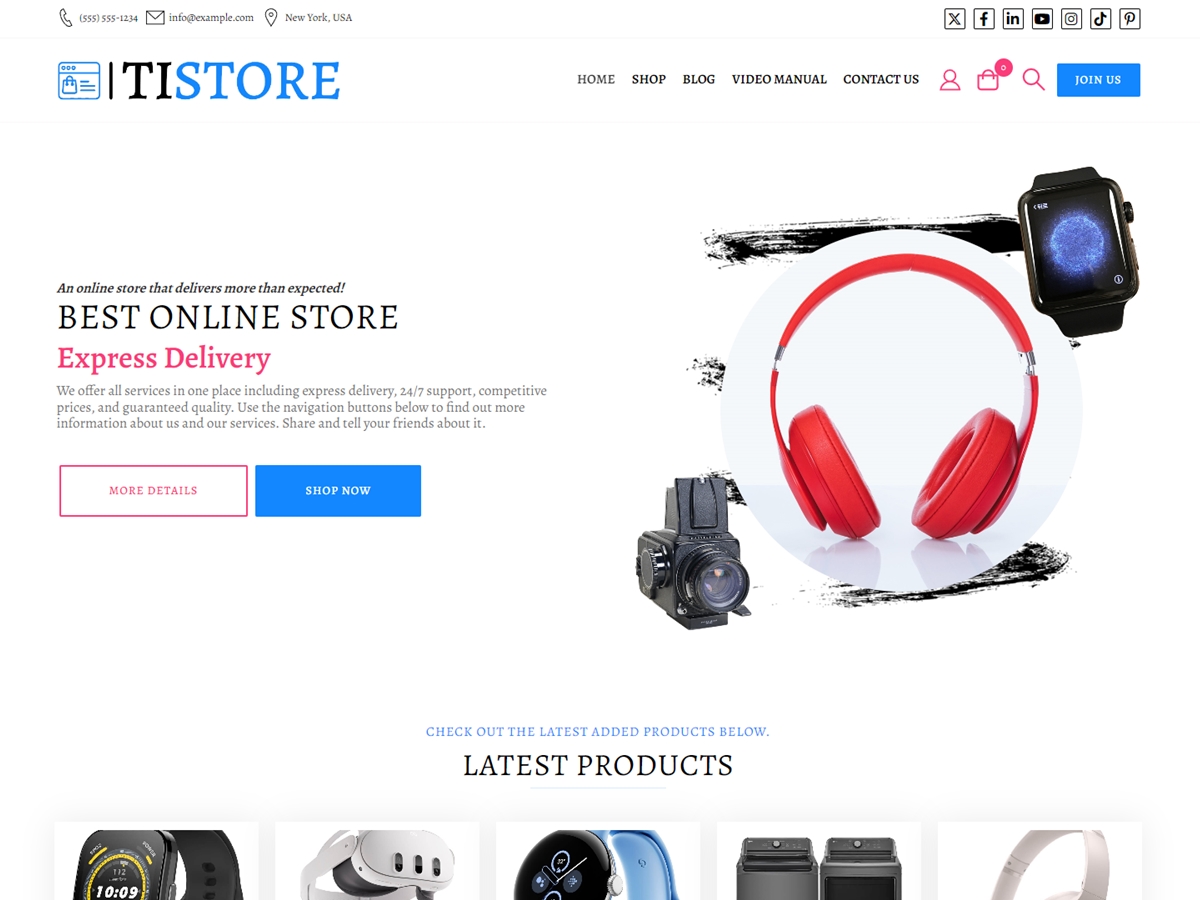 (555) 555-1234 info@example.com New York, USA
TISTORE
HOME SHOP BLOG VIDEO MANUAL CONTACT US 0 JOIN US
An online store that delivers more than expected!
BEST ONLINE STORE
Express Delivery
We offer all services in one place including express delivery, 24/7 support, competitive
prices, and guaranteed quality. Use the navigation buttons below to find out more
information about us and our services. Share and tell your friends about it.
MORE DETAILS SHOP NOW
CHECK OUT THE LATEST ADDED PRODUCTS BELOW.
LATEST PRODUCTS
10:09